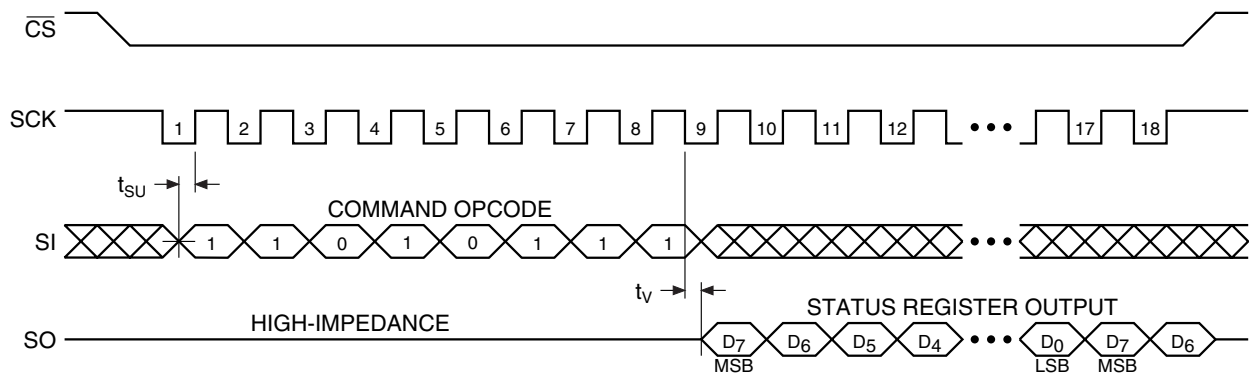 CS
SCK 1 2 3 4 5 6 7 8 9 10 11 12 ••• 17 18
tSU
COMMAND OPCODE
SI 1 1 0 1 0 1 1 1 •••
tV
HIGH-IMPEDANCE
STATUS REGISTER OUTPUT
SO D7 D6 D5 D4 ••• D0 D7 D6
MSB LSB MSB